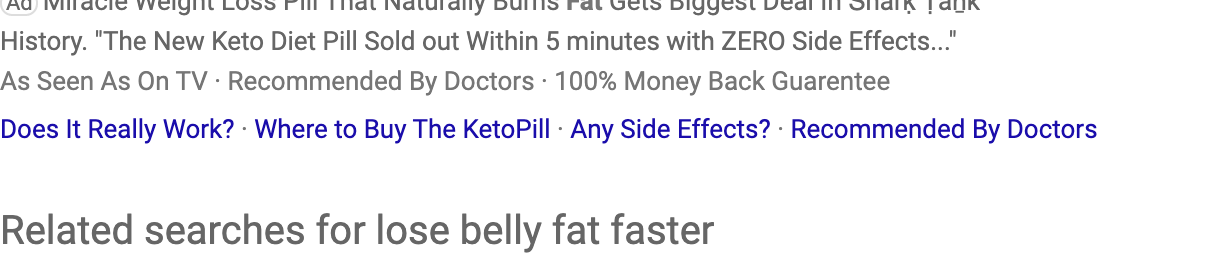 Ad Miracle Weight Loss Pill That Naturally Burns Fat Gets Biggest Deal In Sharḳ Ṭaṉk
History. "The New Keto Diet Pill Sold out Within 5 minutes with ZERO Side Effects..."
As Seen As On TV · Recommended By Doctors · 100% Money Back Guarentee
Does It Really Work? · Where to Buy The KetoPill · Any Side Effects? · Recommended By Doctors
Related searches for lose belly fat faster